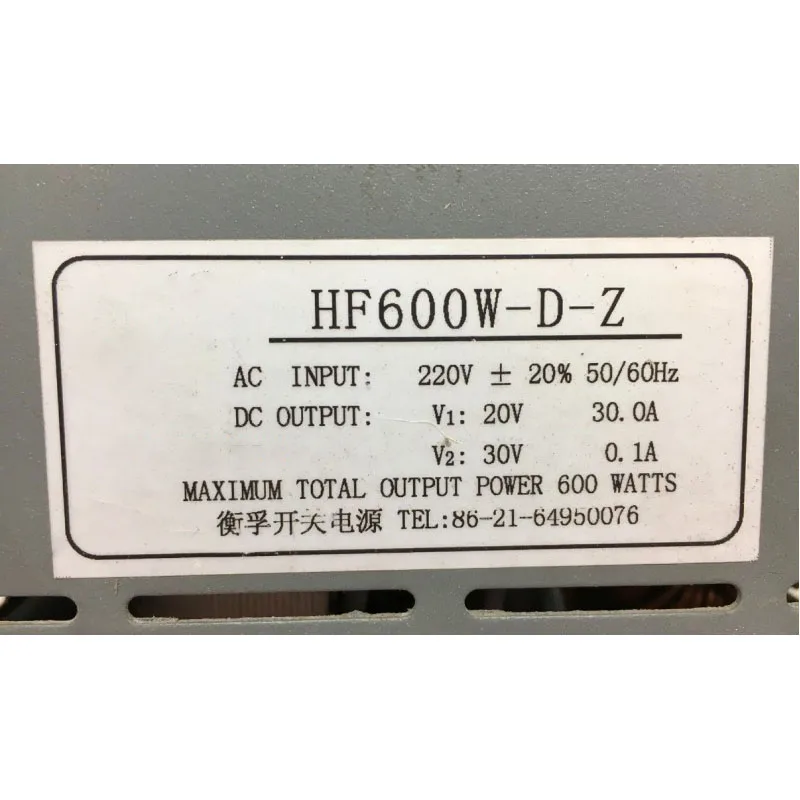 HF600W-D-Z
AC INPUT: 220V ± 20% 50/60Hz
DC OUTPUT: V1: 20V 30.0A
V2: 30V 0.1A
MAXIMUM TOTAL OUTPUT POWER 600 WATTS
衡孚开关电源 TEL:86-21-64950076